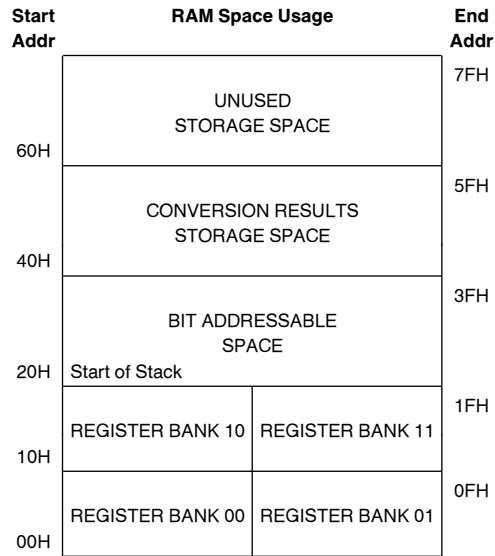 Start Addr
RAM Space Usage
End Addr
7FH
UNUSED
STORAGE SPACE
60H
5FH
CONVERSION RESULTS
STORAGE SPACE
40H
3FH
BIT ADDRESSABLE
SPACE
20H
Start of Stack
1FH
REGISTER BANK 10
REGISTER BANK 11
10H
0FH
REGISTER BANK 00
REGISTER BANK 01
00H